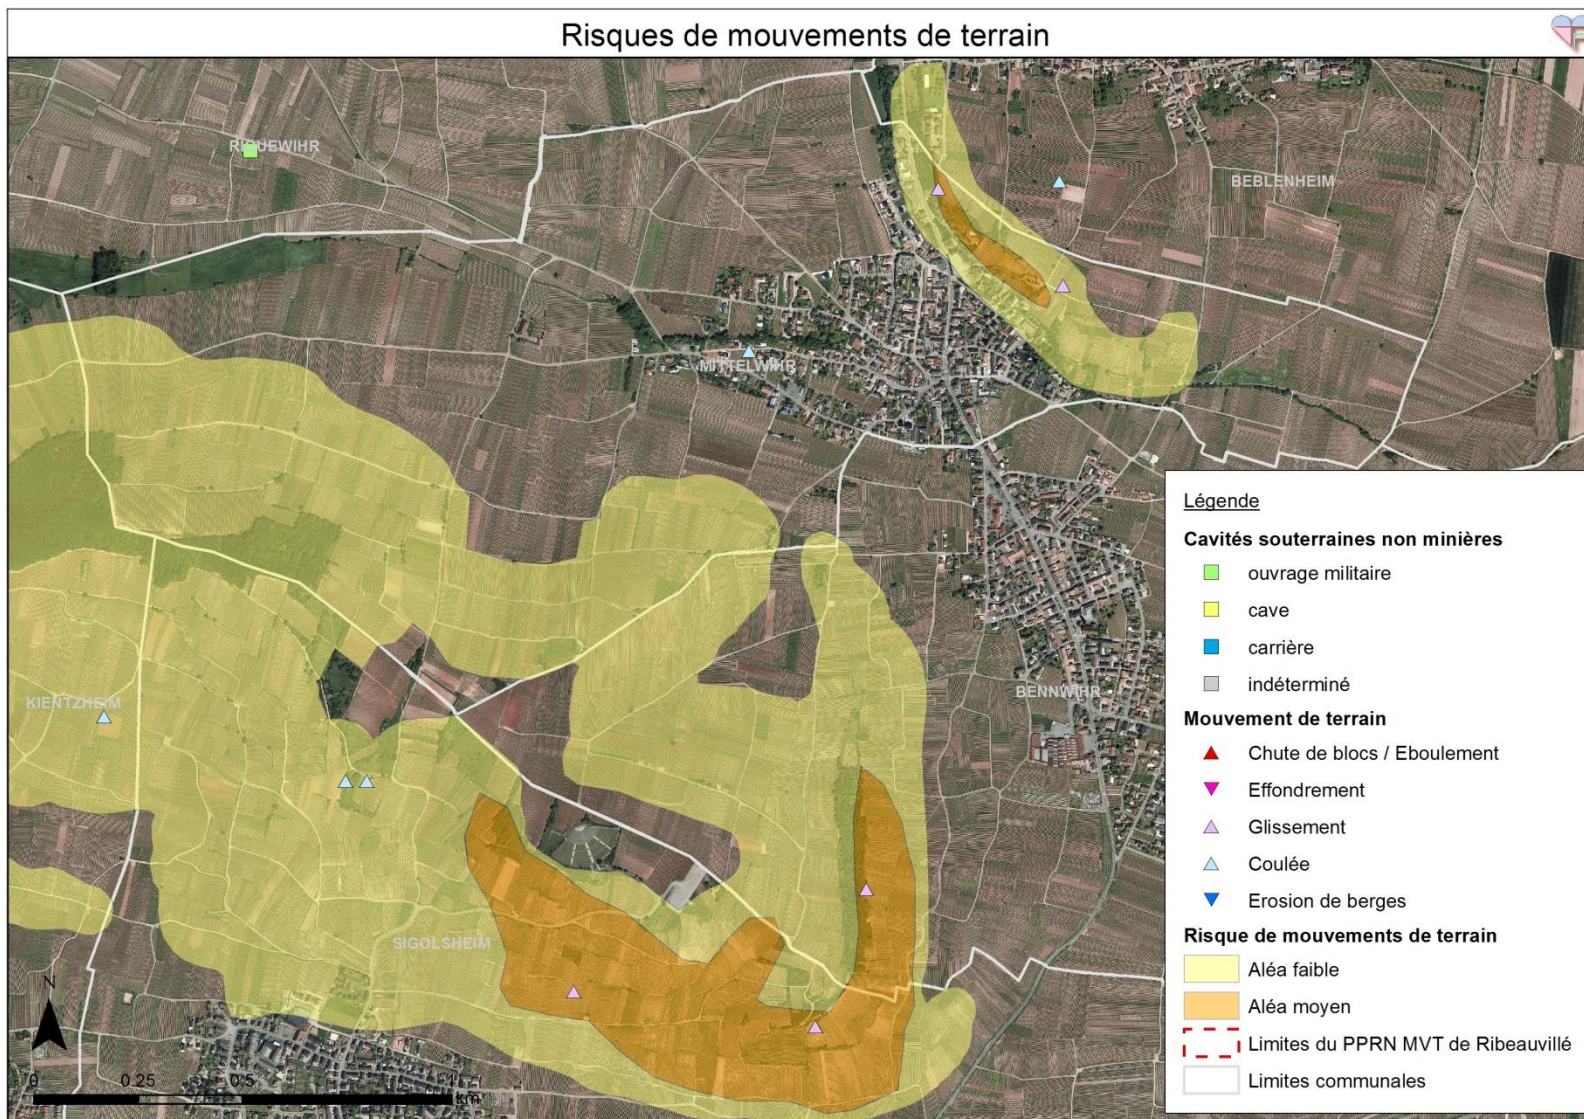 Risques de mouvements de terrain
RIQUEWIHR
BEBLENHEIM
MITTELWIHR
KIENTZHEIM
BENNWIHR
SIGOLSHEIM
N
0 0.25 0.5 1
km
Légende
Cavités souterraines non minières
ouvrage militaire
cave
carrière
indéterminé
Mouvement de terrain
Chute de blocs / Eboulement
Effondrement
Glissement
Coulée
Erosion de berges
Risque de mouvements de terrain
Aléa faible
Aléa moyen
Limites du PPRN MVT de Ribeauvillé
Limites communales